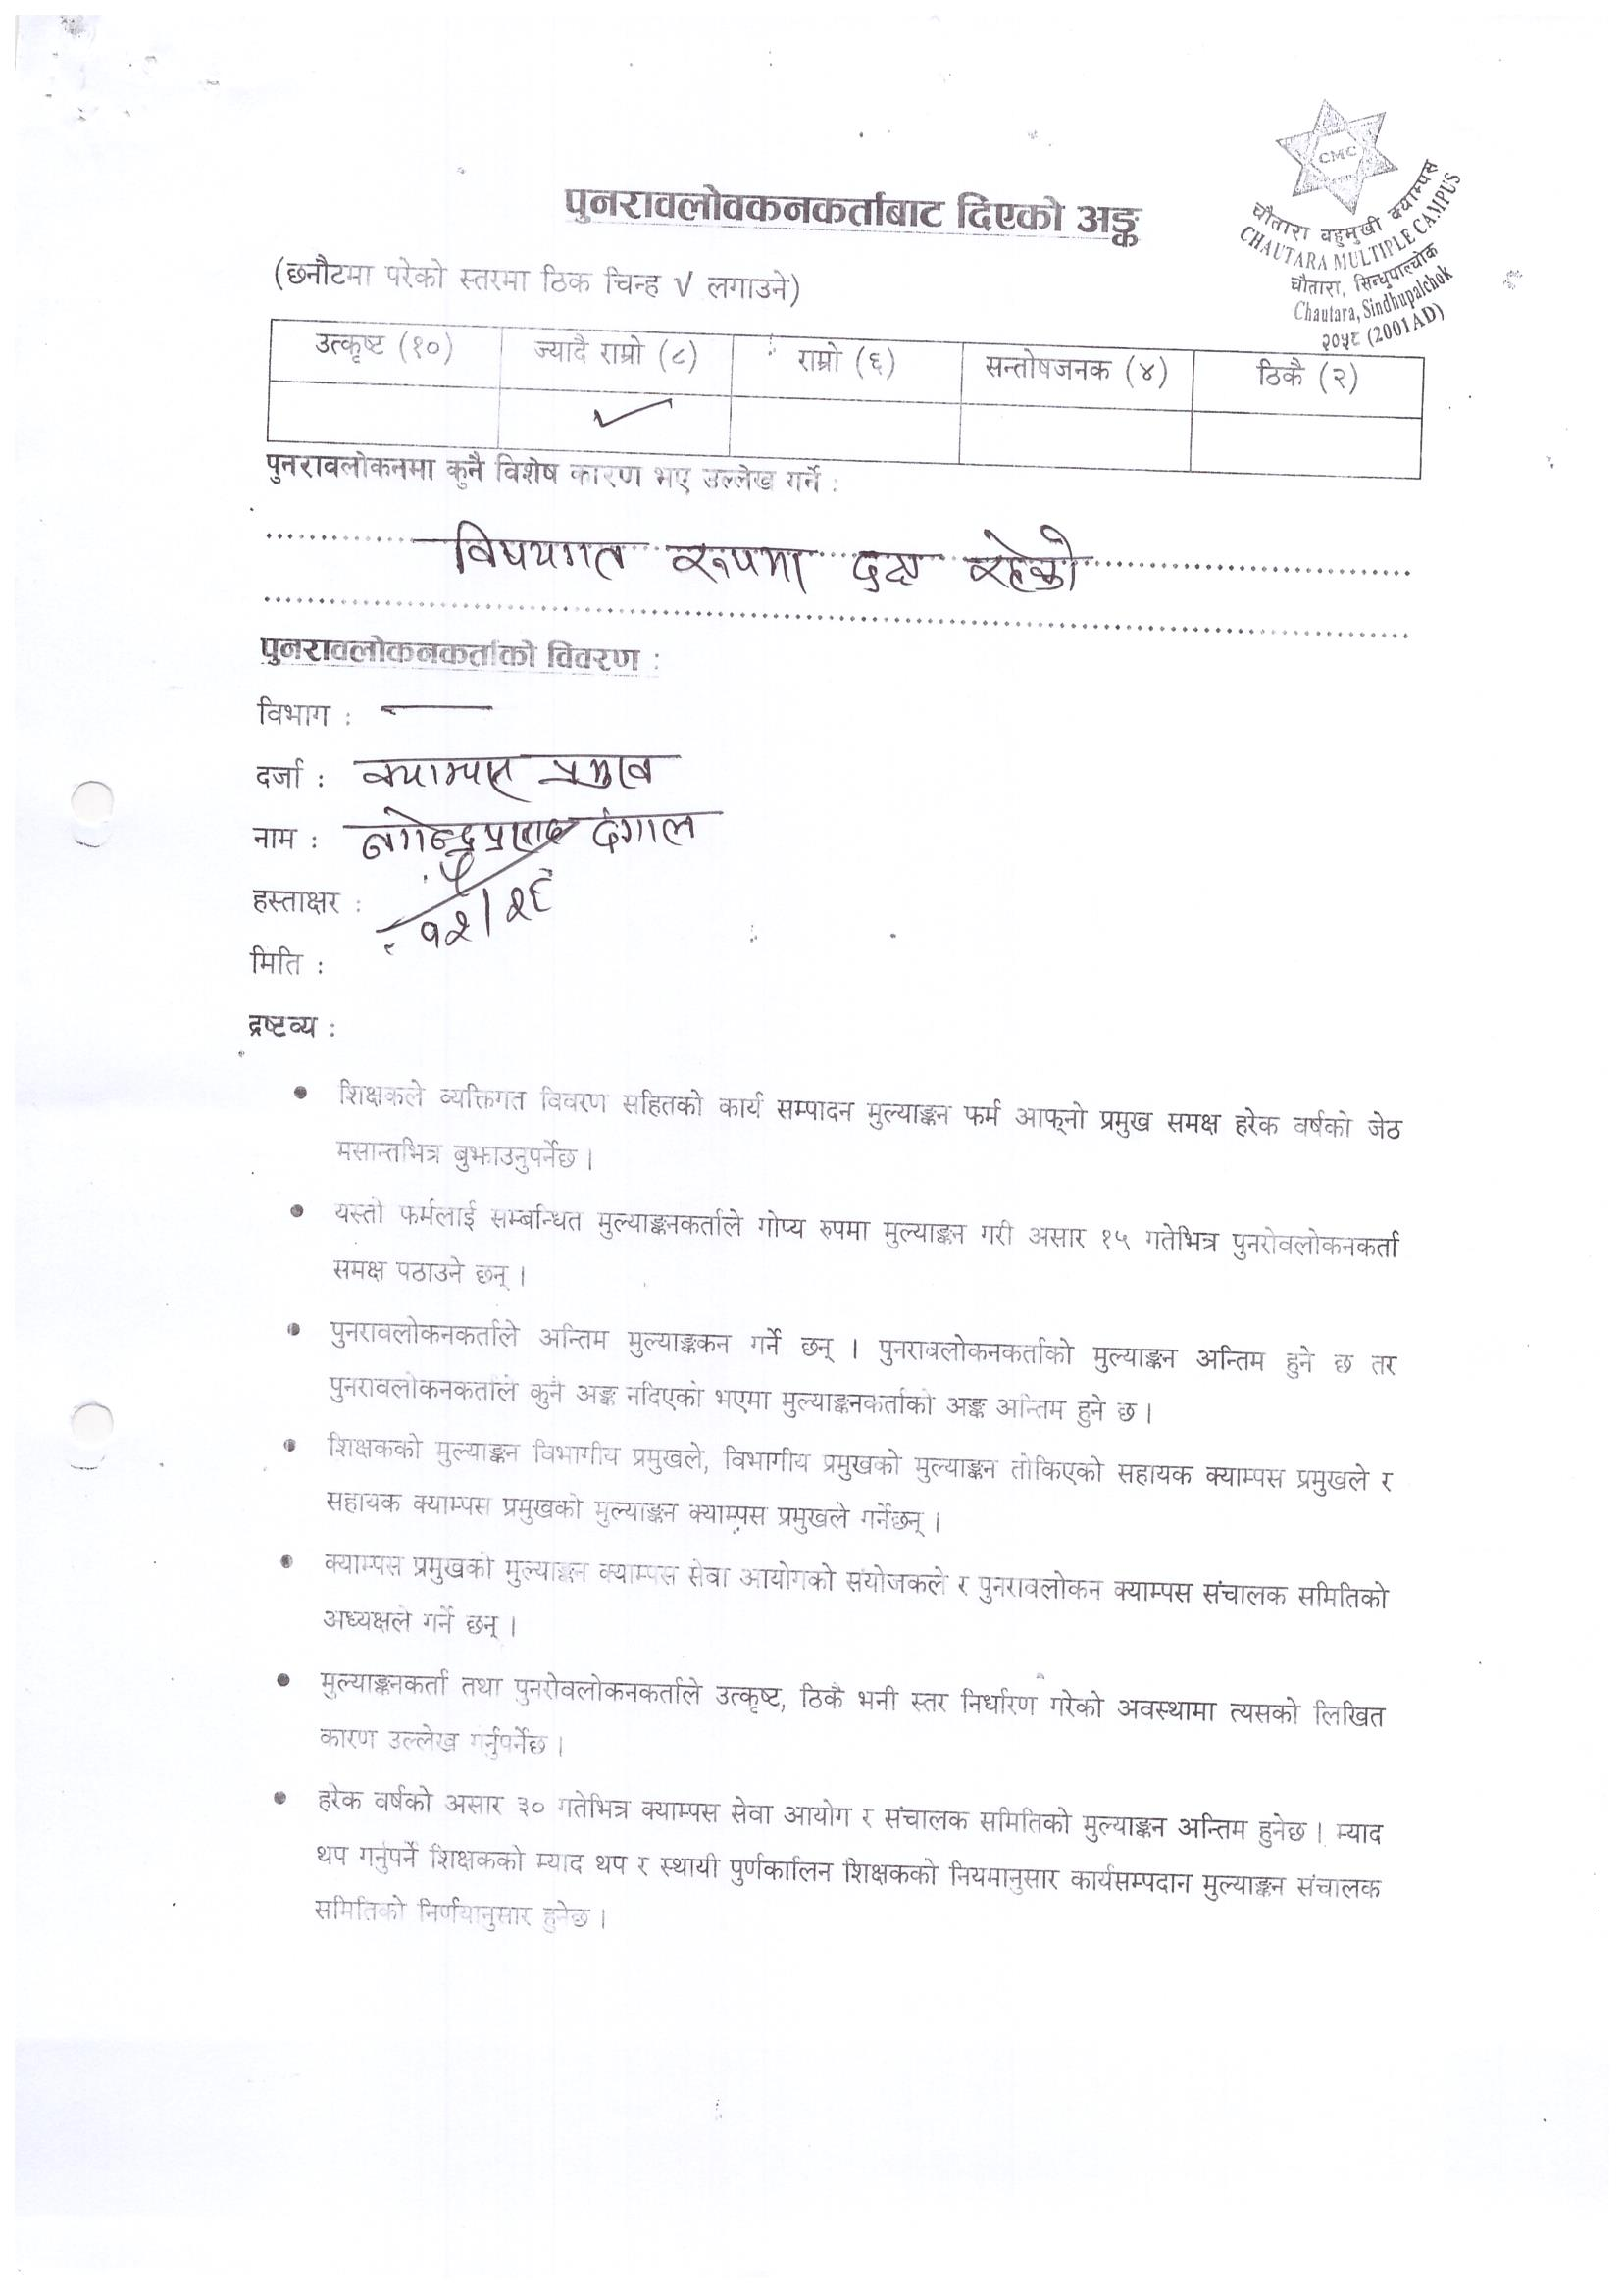 CMC
चौतारा बहुमुखी क्याम्पस
CHAUTARA MULTIPLE CAMPUS
चौतारा, सिन्धुपाल्चोक
Chautara, Sindhupalchok
२०५८ (2001AD)
पुनरावलोवकनकर्ताबाट दिएको अङ्क
(छनौटमा परेको स्तरमा ठिक चिन्ह √ लगाउने)
उत्कृष्ट (१०) ज्यादै राम्रो (८) राम्रो (६) सन्तोषजनक (४) ठिकै (२)
✓
पुनरावलोकनमा कुनै विशेष कारण भए उल्लेख गर्ने :
विषयगत रूपमा दक्ष रहेको
पुनरावलोकनकर्ताको विवरण :
विभाग :
दर्जा : क्याम्पस प्रमुख
नाम : नगेन्द्रप्रसाद दंगाल
हस्ताक्षर :
१२।२६
मिति :
द्रष्टव्य :
• शिक्षकले व्यक्तिगत विवरण सहितको कार्य सम्पादन मुल्याङ्कन फर्म आफ्नो प्रमुख समक्ष हरेक वर्षको जेठ
मसान्तभित्र बुझाउनुपर्नेछ ।
• यस्तो फर्मलाई सम्बन्धित मुल्याङ्कनकर्ताले गोप्य रुपमा मुल्याङ्कन गरी असार १५ गतेभित्र पुनरोवलोकनकर्ता
समक्ष पठाउने छन् ।
• पुनरावलोकनकर्ताले अन्तिम मुल्याङ्ककन गर्ने छन् । पुनरावलोकनकर्ताको मुल्याङ्कन अन्तिम हुने छ तर
पुनरावलोकनकर्ताले कुनै अङ्क नदिएको भएमा मुल्याङ्कनकर्ताको अङ्क अन्तिम हुने छ ।
• शिक्षकको मुल्याङ्कन विभागीय प्रमुखले, विभागीय प्रमुखको मुल्याङ्कन तोकिएको सहायक क्याम्पस प्रमुखले र
सहायक क्याम्पस प्रमुखको मुल्याङ्कन क्याम्पस प्रमुखले गर्नेछन् ।
• क्याम्पस प्रमुखको मुल्याङ्कन क्याम्पस सेवा आयोगको संयोजकले र पुनरावलोकन क्याम्पस संचालक समितिको
अध्यक्षले गर्ने छन् ।
• मुल्याङ्कनकर्ता तथा पुनरोवलोकनकर्ताले उत्कृष्ट, ठिकै भनी स्तर निर्धारण गरेको अवस्थामा त्यसको लिखित
कारण उल्लेख गर्नुपर्नेछ ।
• हरेक वर्षको असार ३० गतेभित्र क्याम्पस सेवा आयोग र संचालक समितिको मुल्याङ्कन अन्तिम हुनेछ । म्याद
थप गर्नुपर्ने शिक्षकको म्याद थप र स्थायी पुर्णकालिन शिक्षकको नियमानुसार कार्यसम्पदान मुल्याङ्कन संचालक
समितिको निर्णयानुसार हुनेछ ।